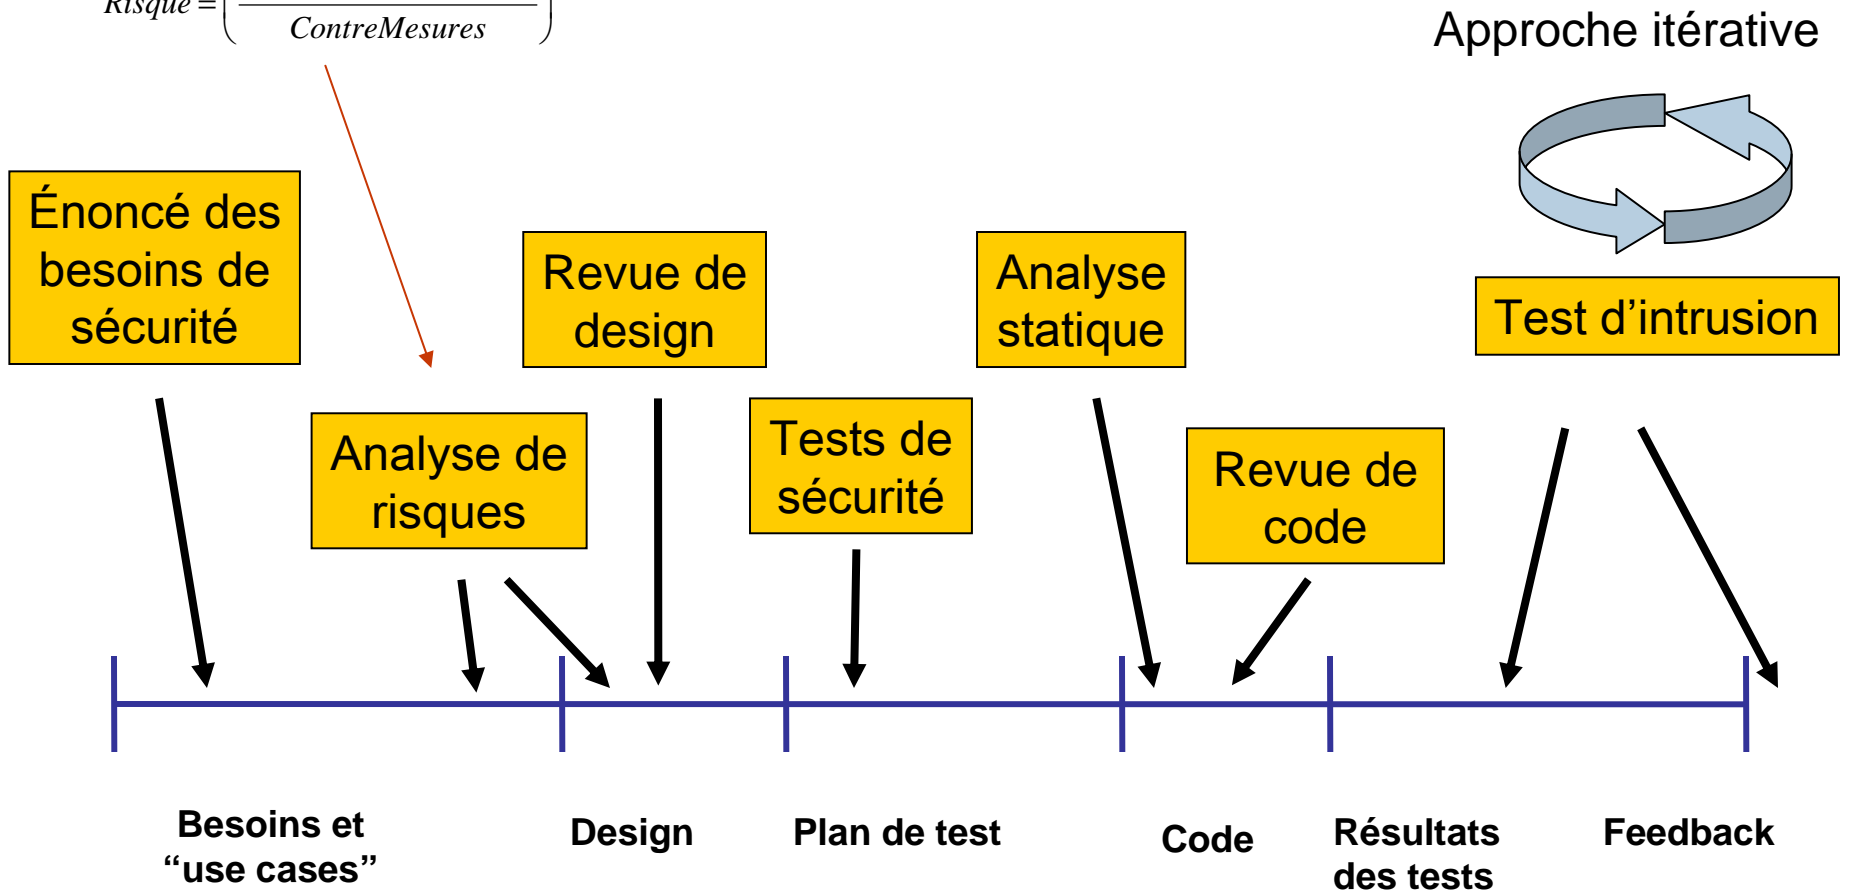 Risque =
ContreMesures
Approche itérative
Énoncé des
besoins de
sécurité
Revue de
design
Analyse
statique
Test d’intrusion
Analyse de
risques
Tests de
sécurité
Revue de
code
Besoins et
“use cases”
Design
Plan de test
Code
Résultats
des tests
Feedback